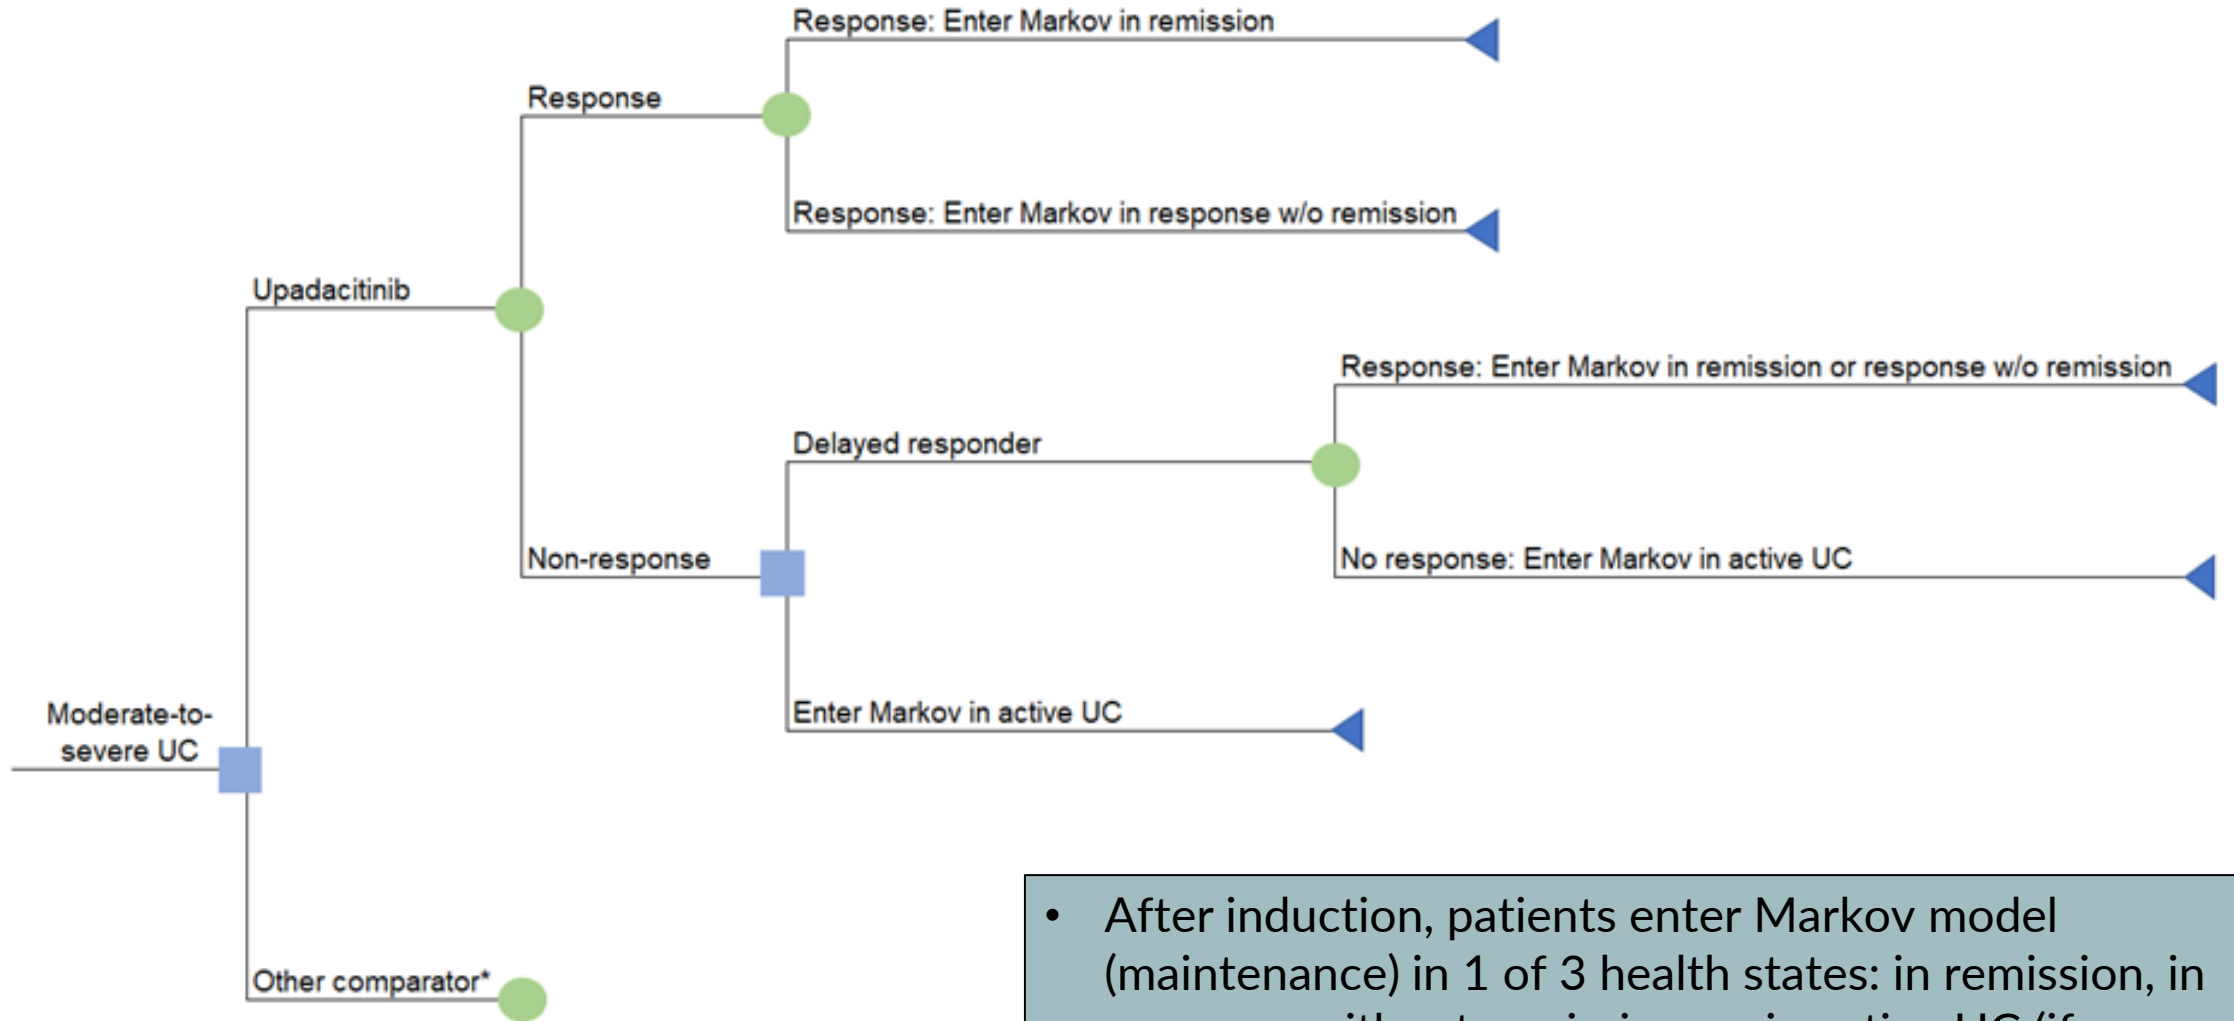 Response: Enter Markov in remission
Response
Response: Enter Markov in response w/o remission
Upadacitinib
Response: Enter Markov in remission or response w/o remission
Delayed responder
Non-response
No response: Enter Markov in active UC
Enter Markov in active UC
Moderate-to-
severe UC
Other comparator*
• After induction, patients enter Markov model
(maintenance) in 1 of 3 health states: in remission, in